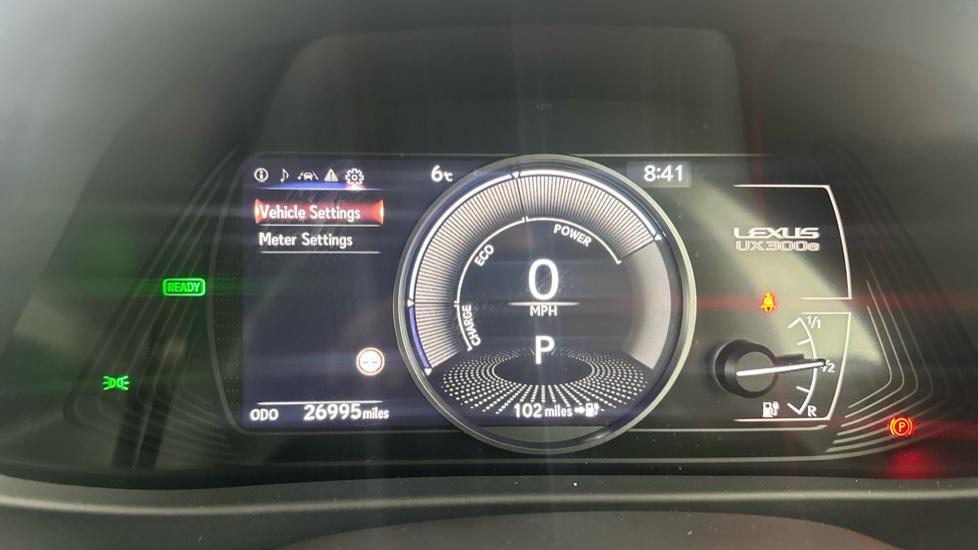 6°C
8:41
Vehicle Settings
Meter Settings
LEXUS
UX300e
ECO
POWER
CHARGE
0
MPH
P
READY
1/1
1/2
R
ODO 26995 miles
102 miles
P